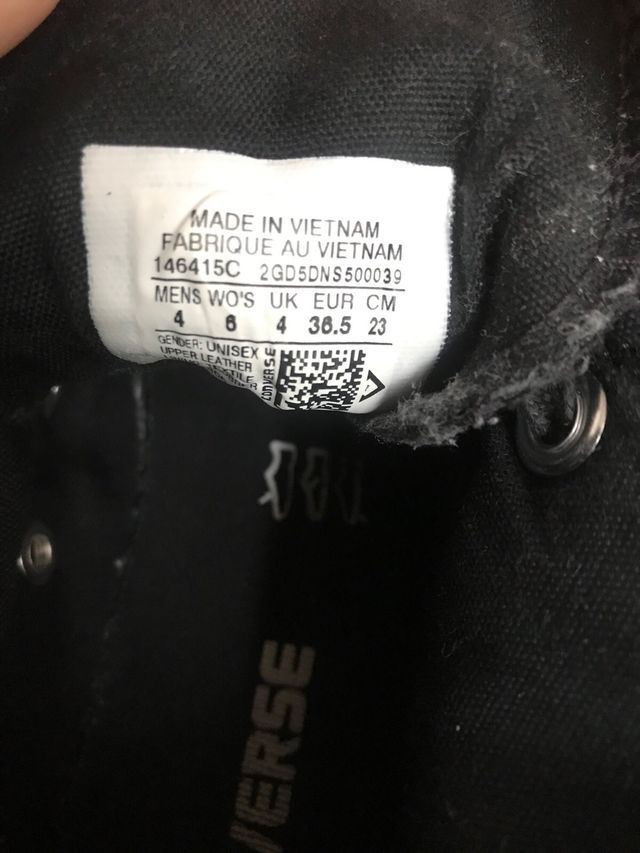 MADE IN VIETNAM
FABRIQUE AU VIETNAM
146415C 2GD5DNS500039
MENS WO'S UK EUR CM
4 6 4 36.5 23
GENDER: UNISEX
UPPER LEATHER
CONVERSE
VERSE